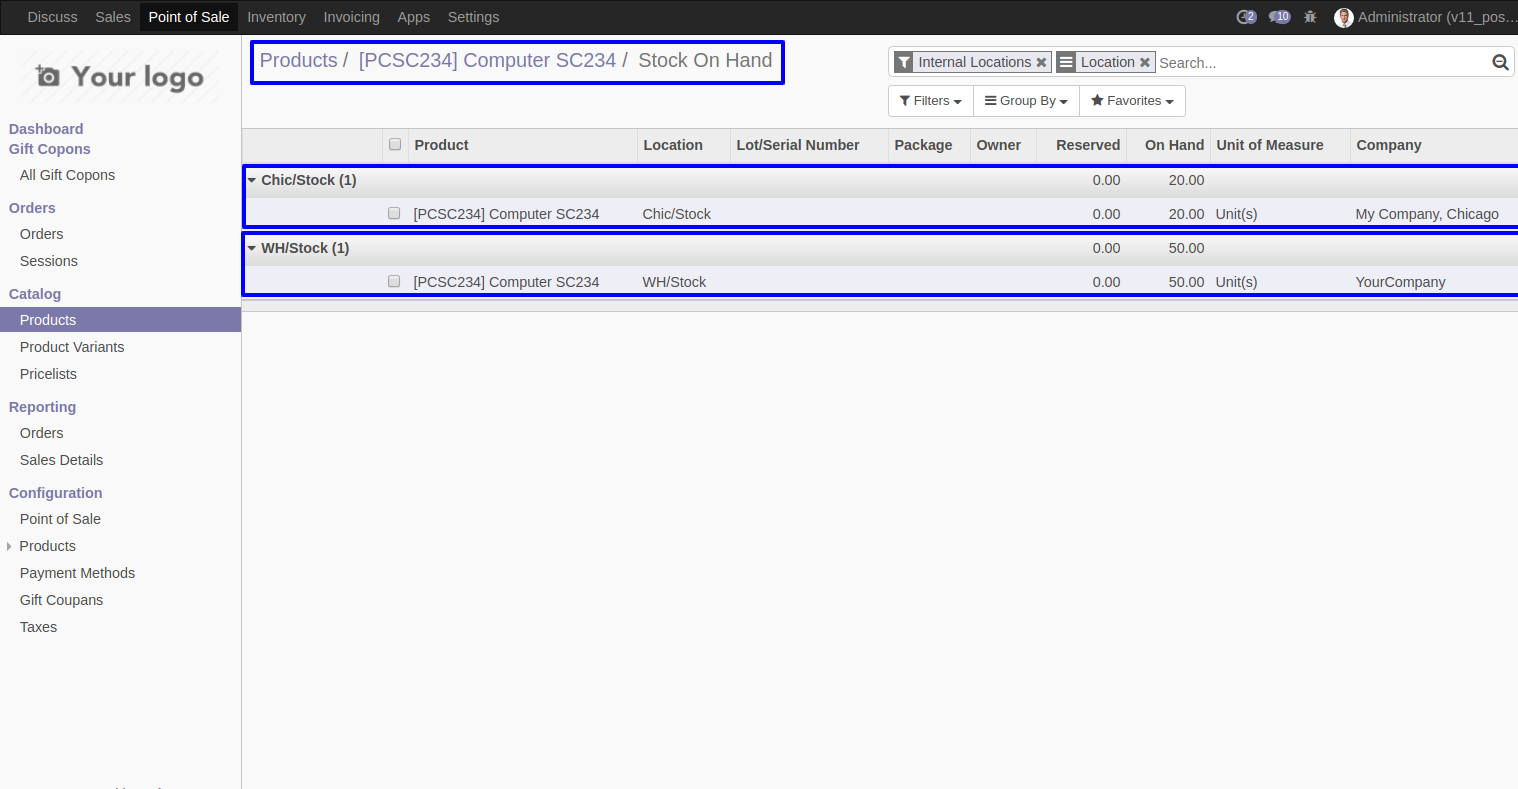 Discuss Sales Point of Sale Inventory Invoicing Apps Settings 2 10 Administrator (v11_pos...
Your logo
Dashboard
Gift Copons
All Gift Copons
Orders
Orders
Sessions
Catalog
Products
Product Variants
Pricelists
Reporting
Orders
Sales Details
Configuration
Point of Sale
Products
Payment Methods
Gift Coupans
Taxes
Products / [PCSC234] Computer SC234 / Stock On Hand
Internal Locations Location Search...
Filters Group By Favorites
Product Location Lot/Serial Number Package Owner Reserved On Hand Unit of Measure Company
Chic/Stock (1) 0.00 20.00
[PCSC234] Computer SC234 Chic/Stock 0.00 20.00 Unit(s) My Company, Chicago
WH/Stock (1) 0.00 50.00
[PCSC234] Computer SC234 WH/Stock 0.00 50.00 Unit(s) YourCompany